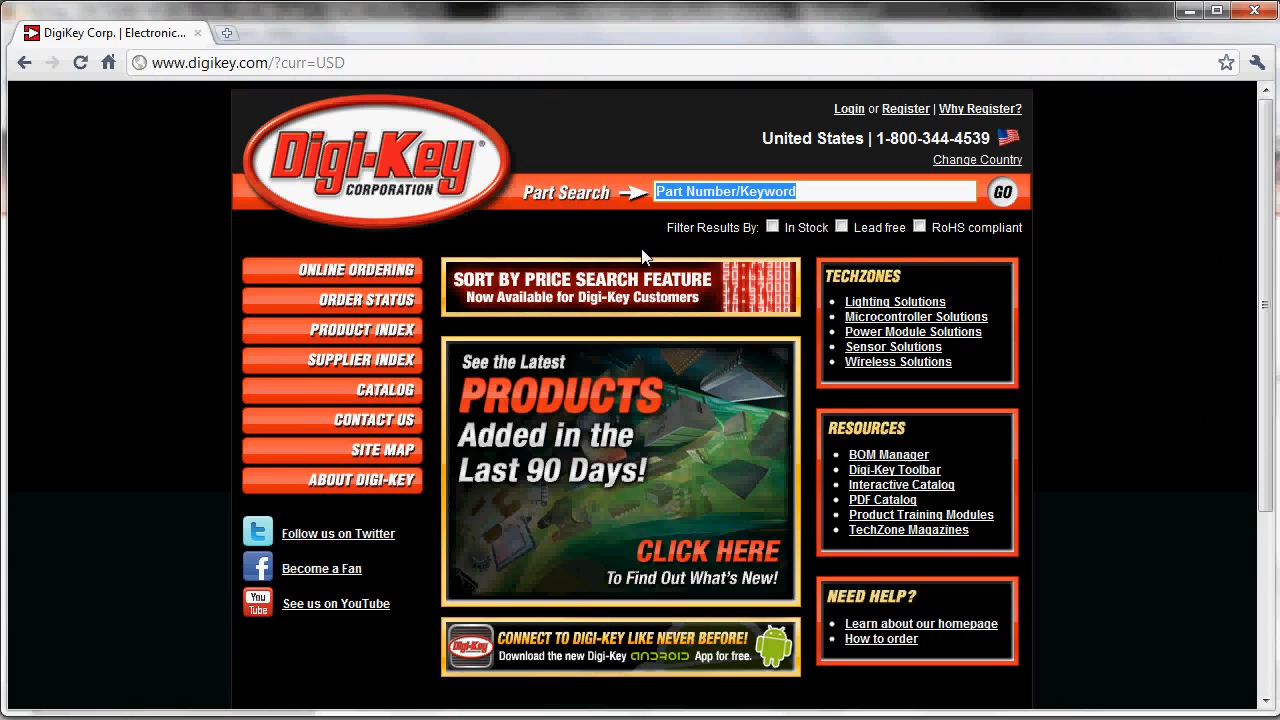 DigiKey Corp. | Electronic...
www.digikey.com/?curr=USD
Digi-Key®
CORPORATION
Login or Register | Why Register?
United States | 1-800-344-4539
Change Country
Part Search
Part Number/Keyword
GO
Filter Results By: In Stock Lead free RoHS compliant
ONLINE ORDERING
ORDER STATUS
PRODUCT INDEX
SUPPLIER INDEX
CATALOG
CONTACT US
SITE MAP
ABOUT DIGI-KEY
Follow us on Twitter
Become a Fan
You
Tube
See us on YouTube
SORT BY PRICE SEARCH FEATURE
Now Available for Digi-Key Customers
See the Latest
PRODUCTS
Added in the
Last 90 Days!
CLICK HERE
To Find Out What's New!
Digi-Key
CONNECT TO DIGI-KEY LIKE NEVER BEFORE!
Download the new Digi-Key ANDROID App for free.
TECHZONES
Lighting Solutions
Microcontroller Solutions
Power Module Solutions
Sensor Solutions
Wireless Solutions
RESOURCES
BOM Manager
Digi-Key Toolbar
Interactive Catalog
PDF Catalog
Product Training Modules
TechZone Magazines
NEED HELP?
Learn about our homepage
How to order